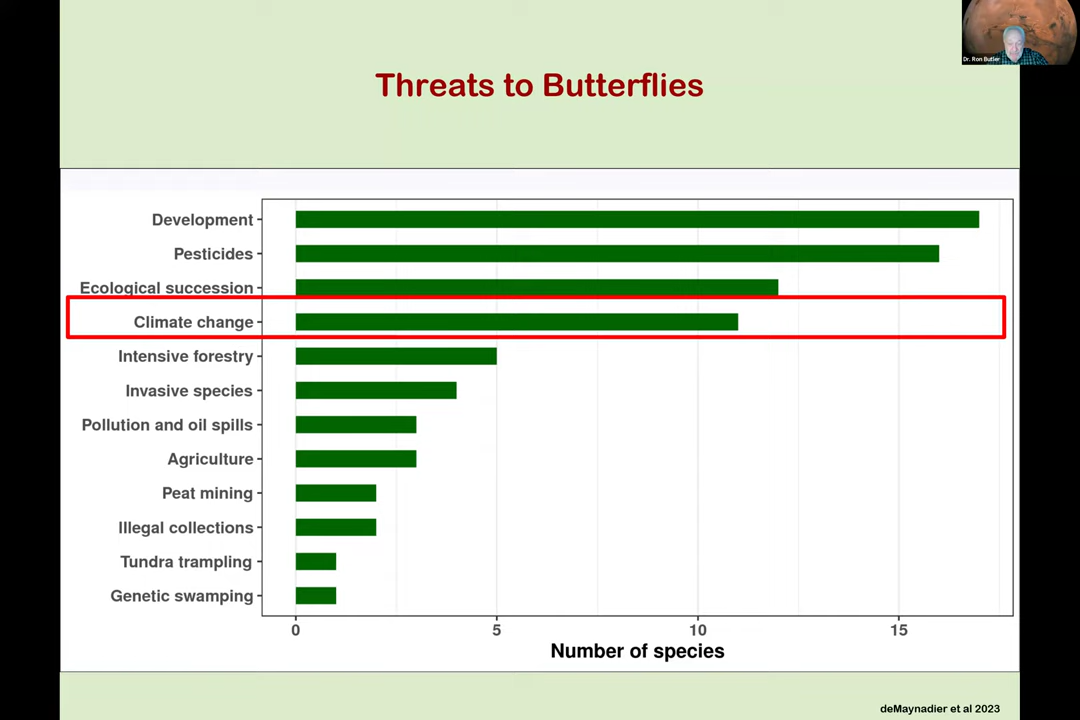 Dr. Ron Butler
Threats to Butterflies
Development
Pesticides
Ecological succession
Climate change
Intensive forestry
Invasive species
Pollution and oil spills
Agriculture
Peat mining
Illegal collections
Tundra trampling
Genetic swamping
0 5 10 15
Number of species
deMaynadier et al 2023